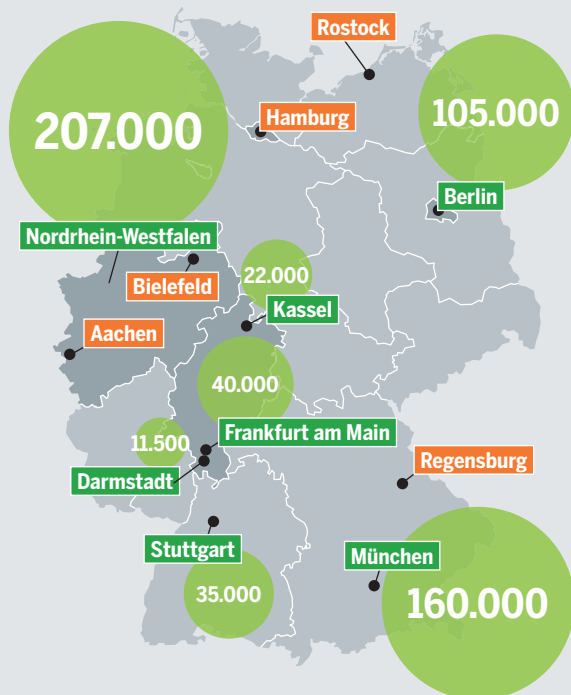 Rostock
207.000
105.000
Hamburg
Berlin
Nordrhein-Westfalen
22.000
Bielefeld
Kassel
Aachen
40.000
11.500
Frankfurt am Main
Regensburg
Darmstadt
Stuttgart
München
35.000
160.000